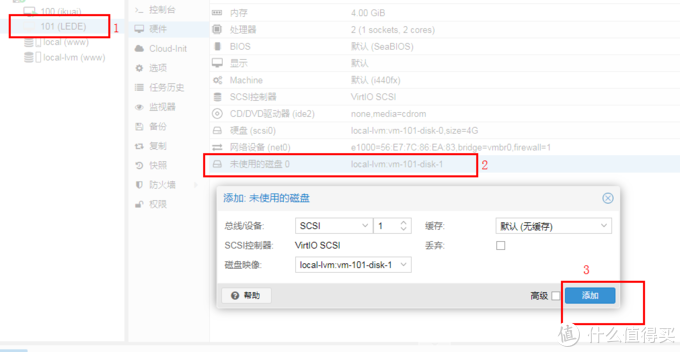 100 (ikuai)
101 (LEDE)
1
local (www)
local-lvm (www)
控制台
硬件
Cloud-Init
选项
任务历史
监视器
备份
复制
快照
防火墙
权限
内存 4.00 GiB
处理器 2 (1 sockets, 2 cores)
BIOS 默认 (SeaBIOS)
显示 默认
Machine 默认 (i440fx)
SCSI控制器 VirtIO SCSI
CD/DVD驱动器 (ide2) none,media=cdrom
硬盘 (scsi0) local-lvm:vm-101-disk-0,size=4G
网络设备 (net0) e1000=56:E7:7C:86:EA:83,bridge=vmbr0,firewall=1
未使用的磁盘 0 local-lvm:vm-101-disk-1
2
添加: 未使用的磁盘
总线/设备: SCSI 1 缓存: 默认 (无缓存)
SCSI控制器: VirtIO SCSI 丢弃:
磁盘映像: local-lvm:vm-101-disk-1
3
帮助 高级 添加
值 什么值得买